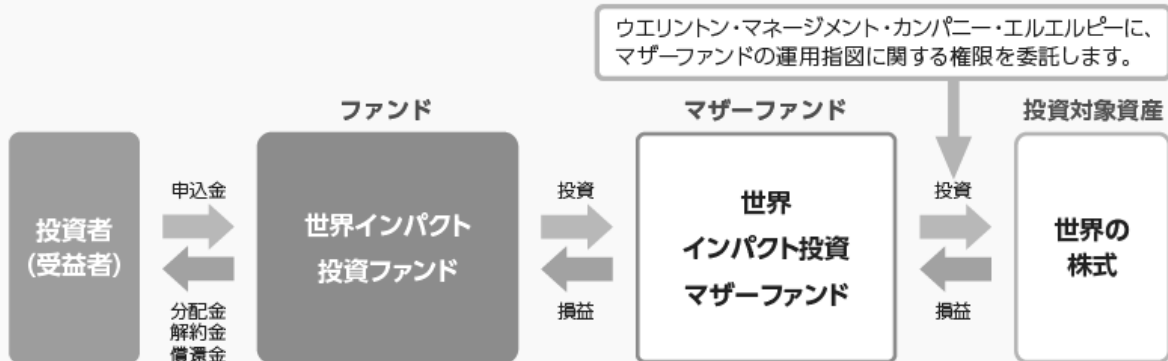 ウエリントン・マネージメント・カンパニー・エルエルピーに、
マザーファンドの運用指図に関する権限を委託します。
ファンド
マザーファンド
投資対象資産
投資者
(受益者)
申込金
分配金
解約金
償還金
世界インパクト
投資ファンド
投資
損益
世界
インパクト投資
マザーファンド
投資
損益
世界の
株式